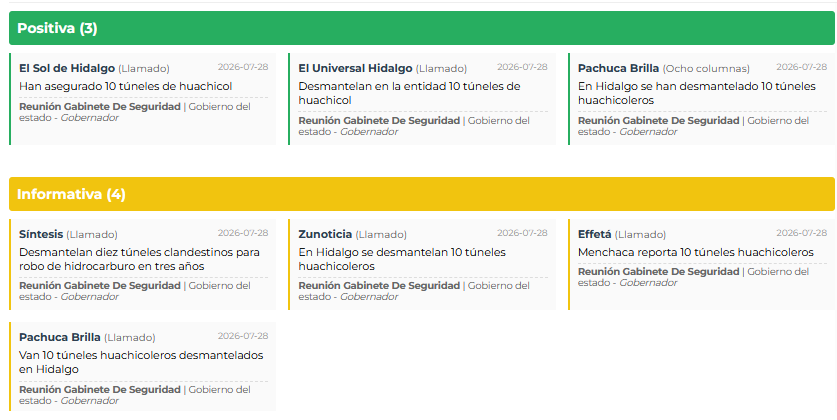 Positiva (3)
El Sol de Hidalgo (Llamado) 2026-07-28
Han asegurado 10 túneles de huachicol
Reunión Gabinete De Seguridad | Gobierno del
estado - Gobernador
El Universal Hidalgo (Llamado) 2026-07-28
Desmantelan en la entidad 10 túneles de
huachicol
Reunión Gabinete De Seguridad | Gobierno del
estado - Gobernador
Pachuca Brilla (Ocho columnas) 2026-07-28
En Hidalgo se han desmantelado 10 túneles
huachicoleros
Reunión Gabinete De Seguridad | Gobierno del
estado - Gobernador
Informativa (4)
Síntesis (Llamado) 2026-07-28
Desmantelan diez túneles clandestinos para
robo de hidrocarburo en tres años
Reunión Gabinete De Seguridad | Gobierno del
estado - Gobernador
Zunoticia (Llamado) 2026-07-28
En Hidalgo se desmantelan 10 túneles
huachicoleros
Reunión Gabinete De Seguridad | Gobierno del
estado - Gobernador
Effetá (Llamado) 2026-07-28
Menchaca reporta 10 túneles huachicoleros
Reunión Gabinete De Seguridad | Gobierno del
estado - Gobernador
Pachuca Brilla (Llamado) 2026-07-28
Van 10 túneles huachicoleros desmantelados
en Hidalgo
Reunión Gabinete De Seguridad | Gobierno del
estado - Gobernador